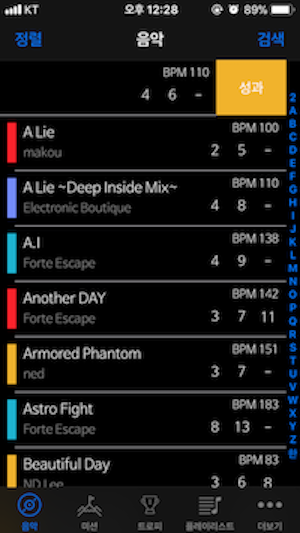 KT 오후 12:28 89%
정렬 음악 검색
BPM 110
4 6 - 성과
A Lie BPM 100
makou 2 5 -
A Lie ~Deep Inside Mix~ BPM 110
Electronic Boutique 4 8 -
A.I BPM 138
Forte Escape 4 9 -
Another DAY BPM 142
Forte Escape 3 7 11
Armored Phantom BPM 151
ned 3 7 -
Astro Fight BPM 183
Forte Escape 8 13 -
Beautiful Day BPM 83
ND Lee 3 6 8
2
A
B
C
D
E
F
G
H
I
J
K
L
M
N
O
P
Q
R
S
T
U
V
W
X
Y
Z
한
음악 미션 트로피 플레이리스트 더보기